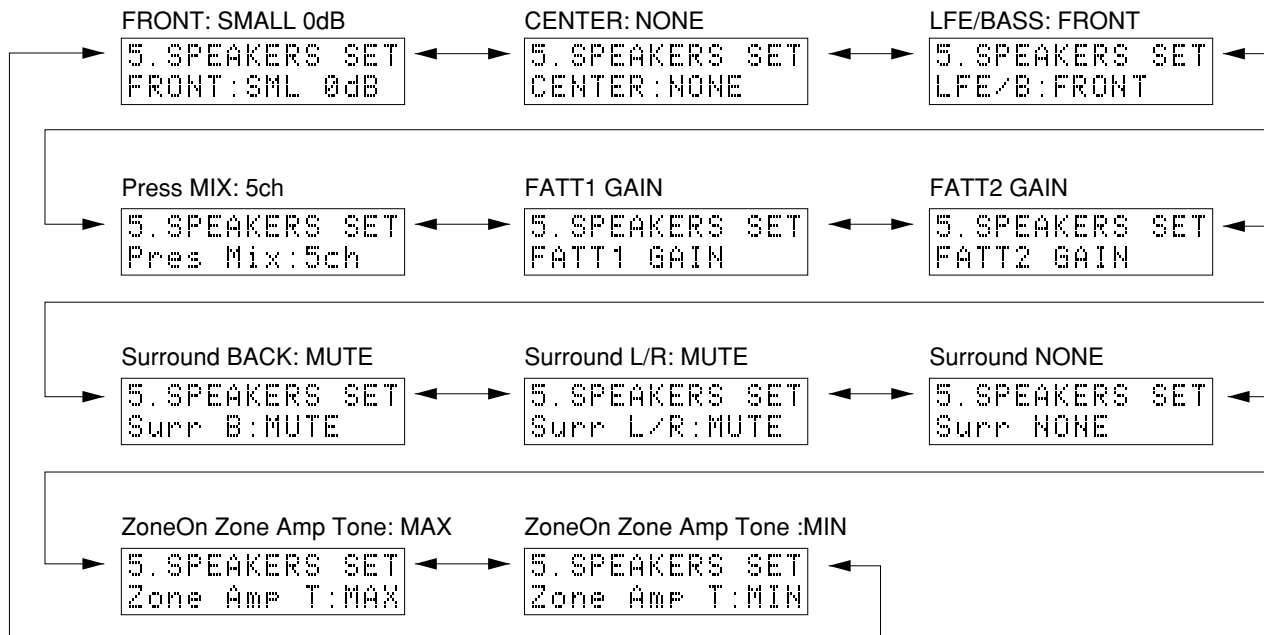 FRONT: SMALL 0dB
5.SPEAKERS SET
FRONT:SML 0dB
CENTER: NONE
5.SPEAKERS SET
CENTER:NONE
LFE/BASS: FRONT
5.SPEAKERS SET
LFE/B:FRONT
Press MIX: 5ch
5.SPEAKERS SET
Pres Mix:5ch
FATT1 GAIN
5.SPEAKERS SET
FATT1 GAIN
FATT2 GAIN
5.SPEAKERS SET
FATT2 GAIN
Surround BACK: MUTE
5.SPEAKERS SET
Surr B:MUTE
Surround L/R: MUTE
5.SPEAKERS SET
Surr L/R:MUTE
Surround NONE
5.SPEAKERS SET
Surr NONE
ZoneOn Zone Amp Tone: MAX
5.SPEAKERS SET
Zone Amp T:MAX
ZoneOn Zone Amp Tone :MIN
5.SPEAKERS SET
Zone Amp T:MIN